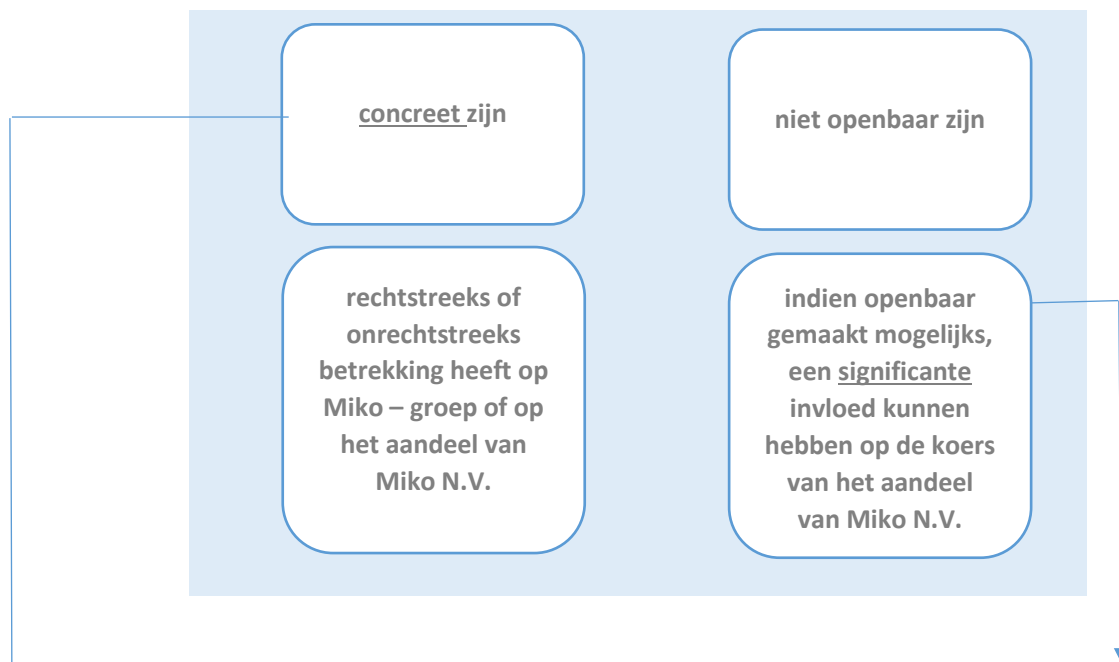 concreet zijn
niet openbaar zijn
rechtstreeks of
onrechtstreeks
betrekking heeft op
Miko – groep of op
het aandeel van
Miko N.V.
indien openbaar
gemaakt mogelijks,
een significante
invloed kunnen
hebben op de koers
van het aandeel
van Miko N.V.